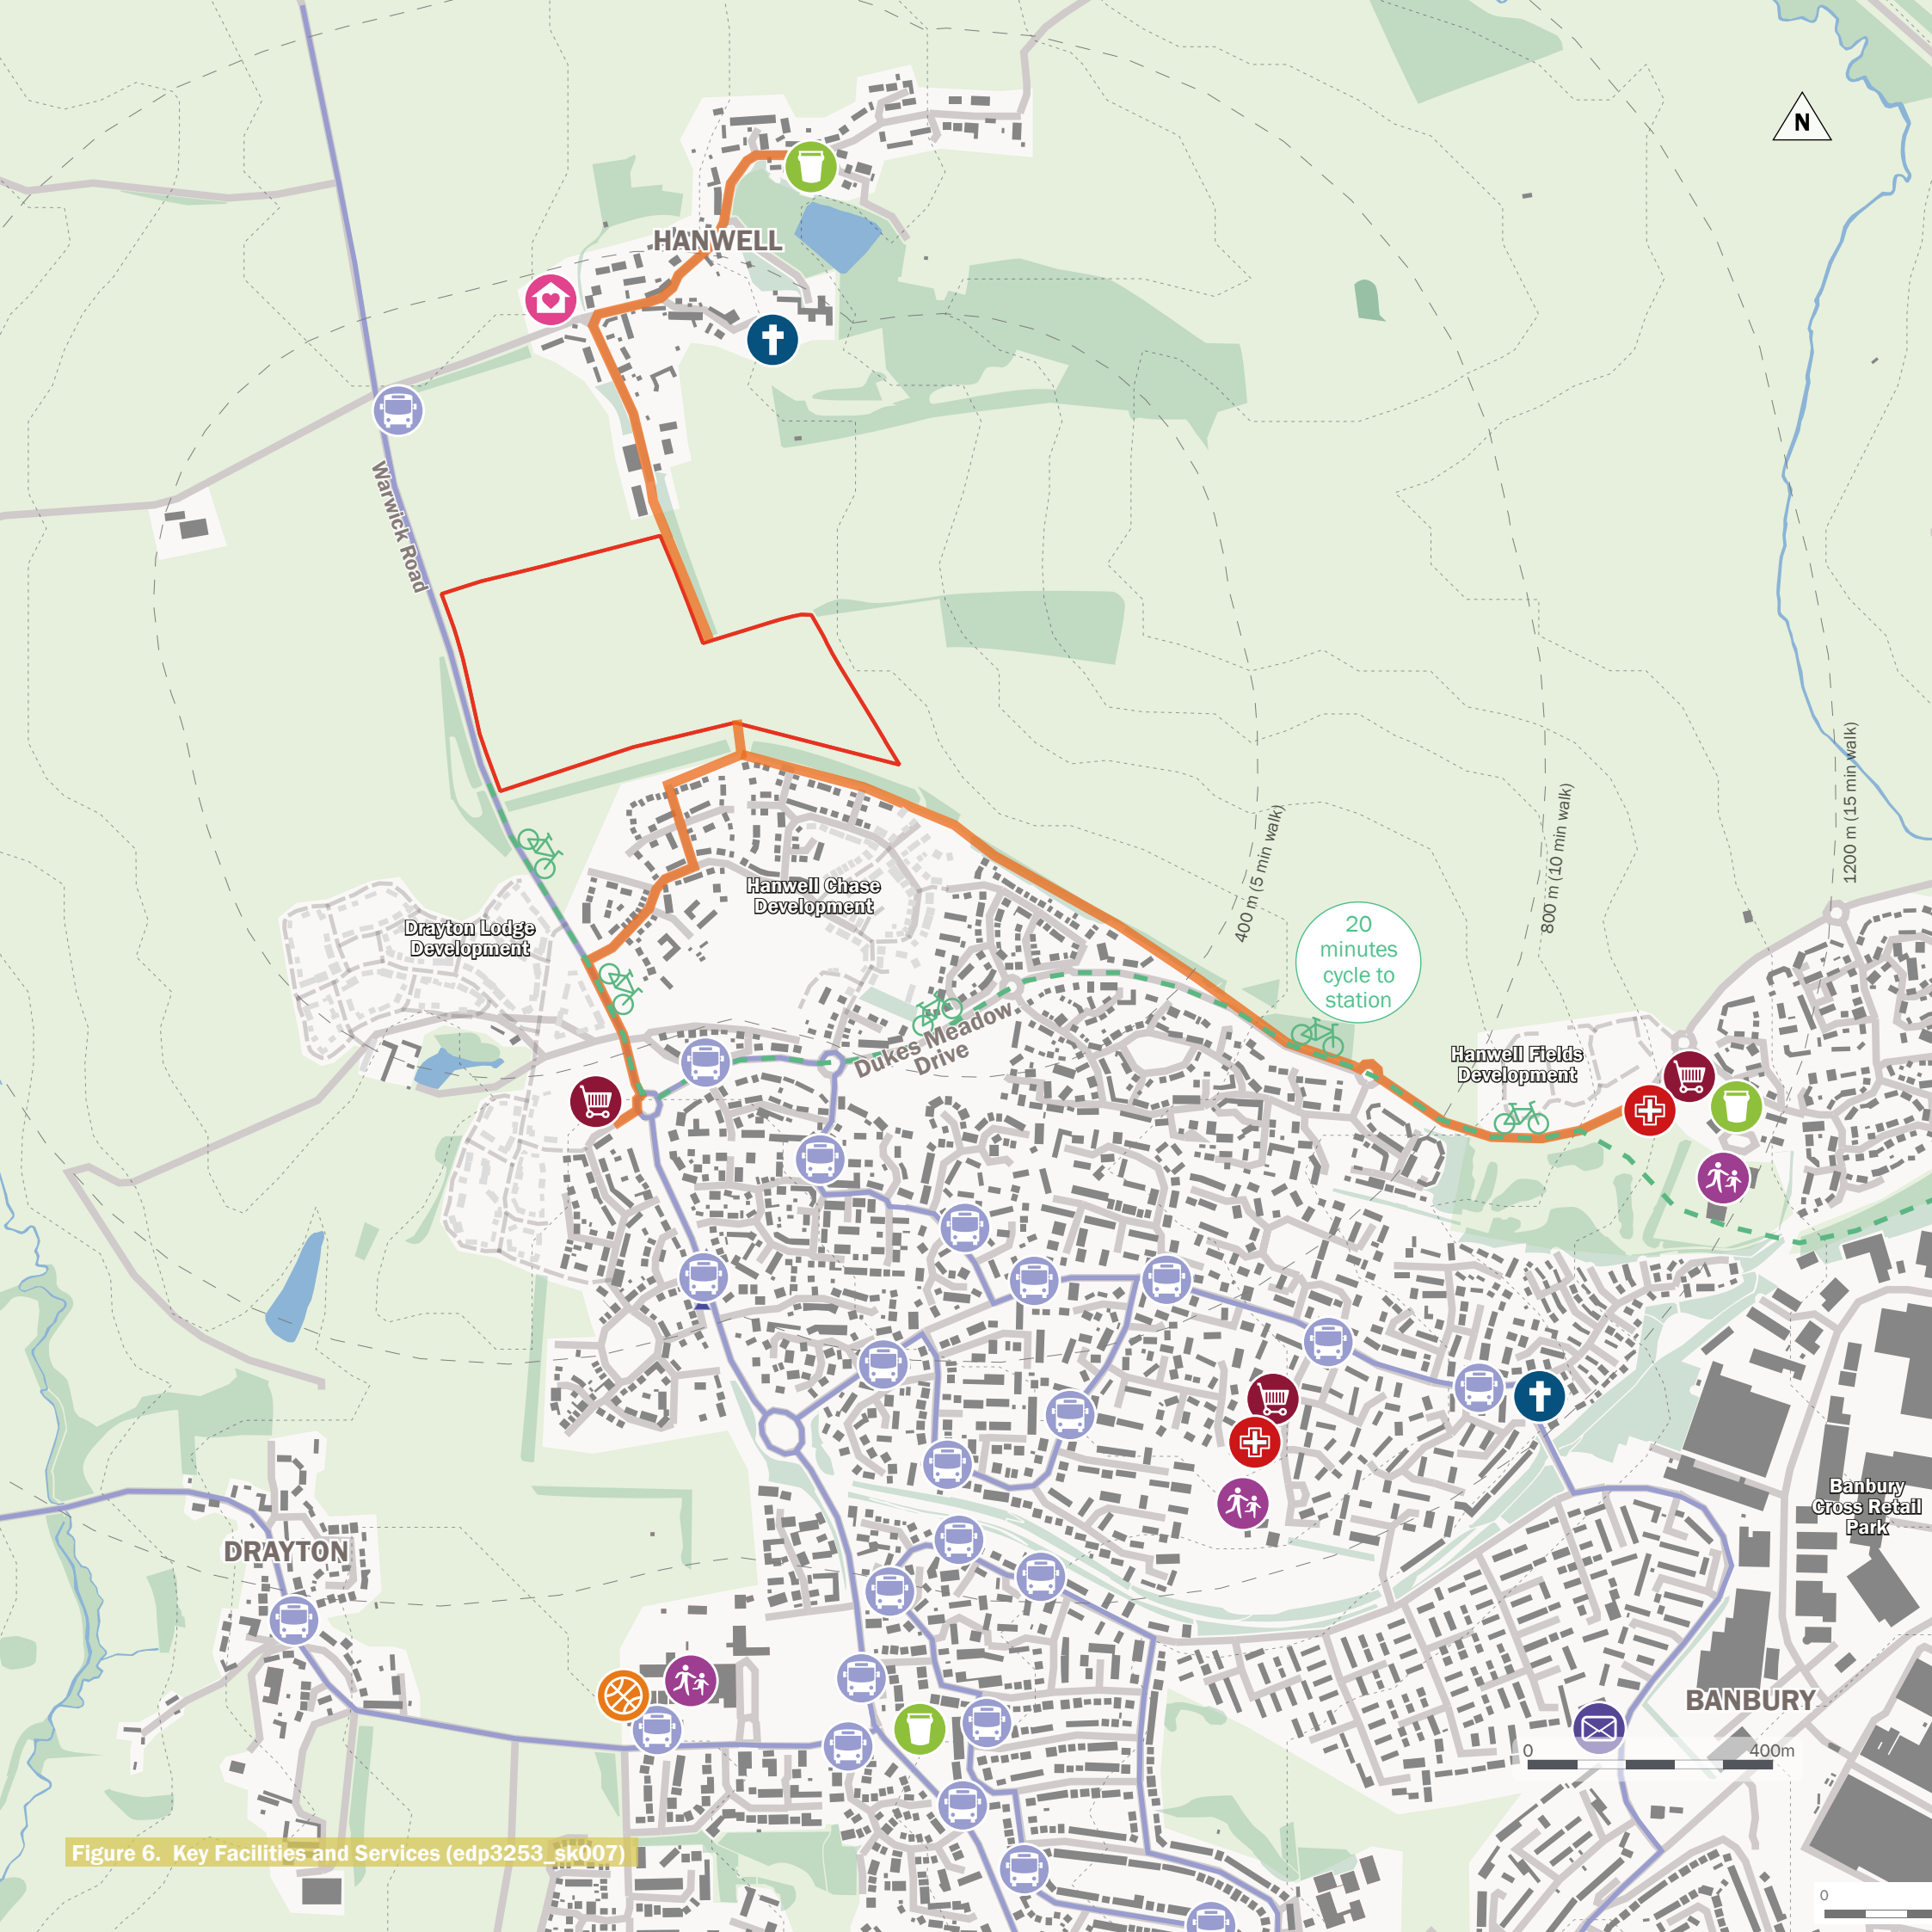 N
HANWELL
Warwick Road
400 m (5 min walk)
800 m (10 min walk)
1200 m (15 min walk)
Hanwell Chase
Development
Drayton Lodge
Development
20
minutes
cycle to
station
Dukes Meadow
Drive
Hanwell Fields
Development
Banbury
Cross Retail
Park
DRAYTON
BANBURY
0
400m
Figure 6. Key Facilities and Services (edp3253_sk007)
0